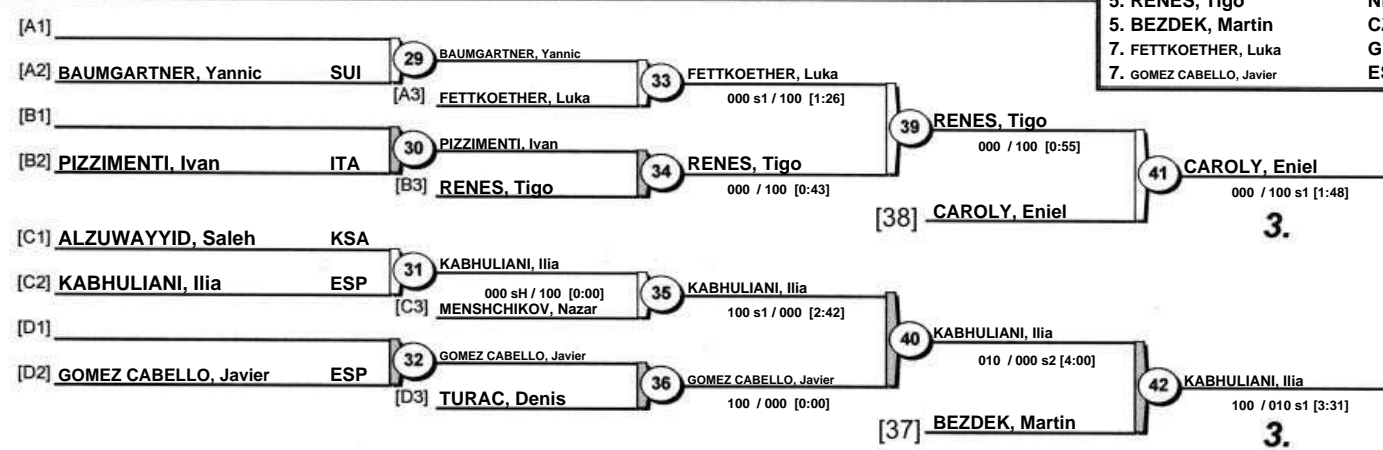 5. RENES, Tigo
5. BEZDEK, Martin
7. FETTKOETHER, Luka
7. GOMEZ CABELLO, Javier
[A1]
[A2] BAUMGARTNER, Yannic SUI
29
BAUMGARTNER, Yannic
[A3] FETTKOETHER, Luka
33
FETTKOETHER, Luka
000 s1 / 100 [1:26]
[B1]
[B2] PIZZIMENTI, Ivan ITA
30
PIZZIMENTI, Ivan
[B3] RENES, Tigo
34
RENES, Tigo
000 / 100 [0:43]
39
RENES, Tigo
000 / 100 [0:55]
[38] CAROLY, Eniel
41
CAROLY, Eniel
000 / 100 s1 [1:48]
3.
[C1] ALZUWAYYID, Saleh KSA
[C2] KABHULIANI, Ilia ESP
31
KABHULIANI, Ilia
000 sH / 100 [0:00]
[C3] MENSHCHIKOV, Nazar
35
KABHULIANI, Ilia
100 s1 / 000 [2:42]
[D1]
[D2] GOMEZ CABELLO, Javier ESP
32
GOMEZ CABELLO, Javier
[D3] TURAC, Denis
36
GOMEZ CABELLO, Javier
100 / 000 [0:00]
40
KABHULIANI, Ilia
010 / 000 s2 [4:00]
[37] BEZDEK, Martin
42
KABHULIANI, Ilia
100 / 010 s1 [3:31]
3.